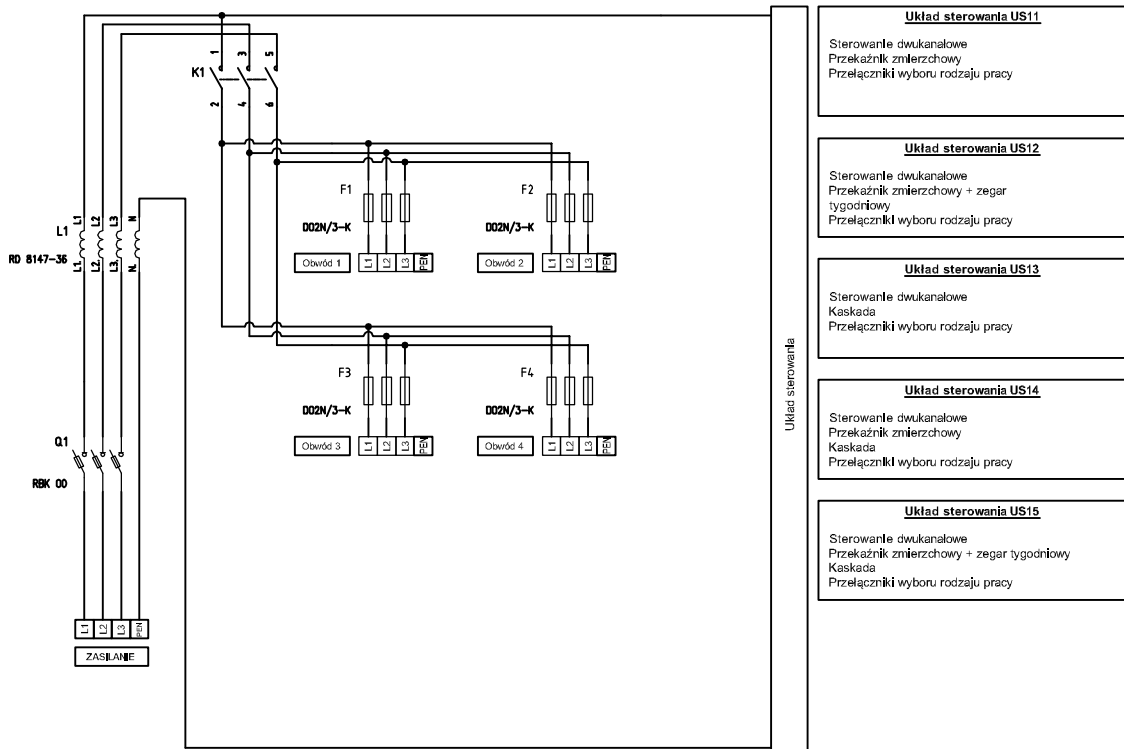 K1
1
3
5
2
4
6
L1
RD 8147-36
L1
L2
L3
N
L1.
L2.
L3.
N.
Q1
RBK 00
L1
L2
L3
PEN
ZASILANIE
F1
D02N/3-K
Obwód 1
L1
L2
L3
PEN
F2
D02N/3-K
Obwód 2
L1
L2
L3
PEN
F3
D02N/3-K
Obwód 3
L1
L2
L3
PEN
F4
D02N/3-K
Obwód 4
L1
L2
L3
PEN
Układ sterowania
Układ sterowania US11
Sterowanie dwukanałowe
Przekaźnik zmierzchowy
Przełączniki wyboru rodzaju pracy
Układ sterowania US12
Sterowanie dwukanałowe
Przekaźnik zmierzchowy + zegar
tygodniowy
Przełączniki wyboru rodzaju pracy
Układ sterowania US13
Sterowanie dwukanałowe
Kaskada
Przełączniki wyboru rodzaju pracy
Układ sterowania US14
Sterowanie dwukanałowe
Przekaźnik zmierzchowy
Kaskada
Przełączniki wyboru rodzaju pracy
Układ sterowania US15
Sterowanie dwukanałowe
Przekaźnik zmierzchowy + zegar tygodniowy
Kaskada
Przełączniki wyboru rodzaju pracy